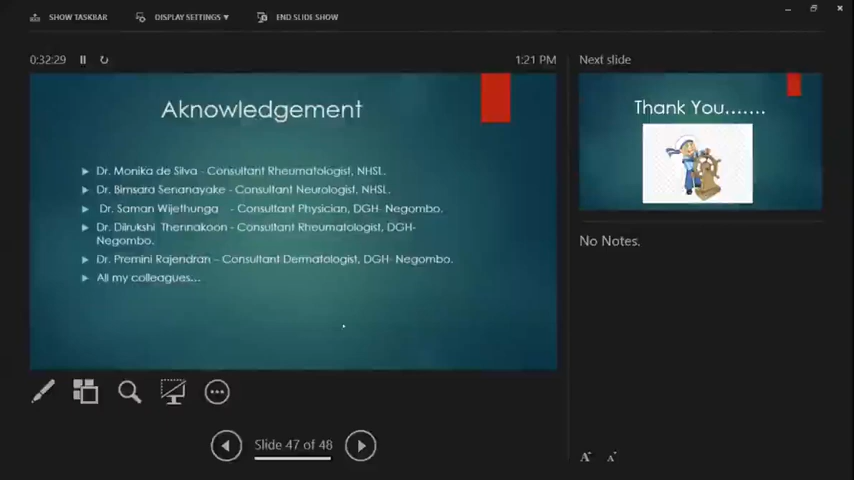 SHOW TASKBAR
DISPLAY SETTINGS ▼
END SLIDE SHOW
0:32:29
1:21 PM
Aknowledgement
Dr. Monika de Silva - Consultant Rheumatologist, NHSL.
Dr. Bimsara Senanayake - Consultant Neurologist, NHSL.
Dr. Saman Wijethunga - Consultant Physician, DGH- Negombo.
Dr. Dilrukshi Thennakoon - Consultant Rheumatologist, DGH-
Negombo.
Dr. Premini Rajendran – Consultant Dermatologist, DGH- Negombo.
All my colleagues...
Slide 47 of 48
Next slide
Thank You.......
No Notes.
A A